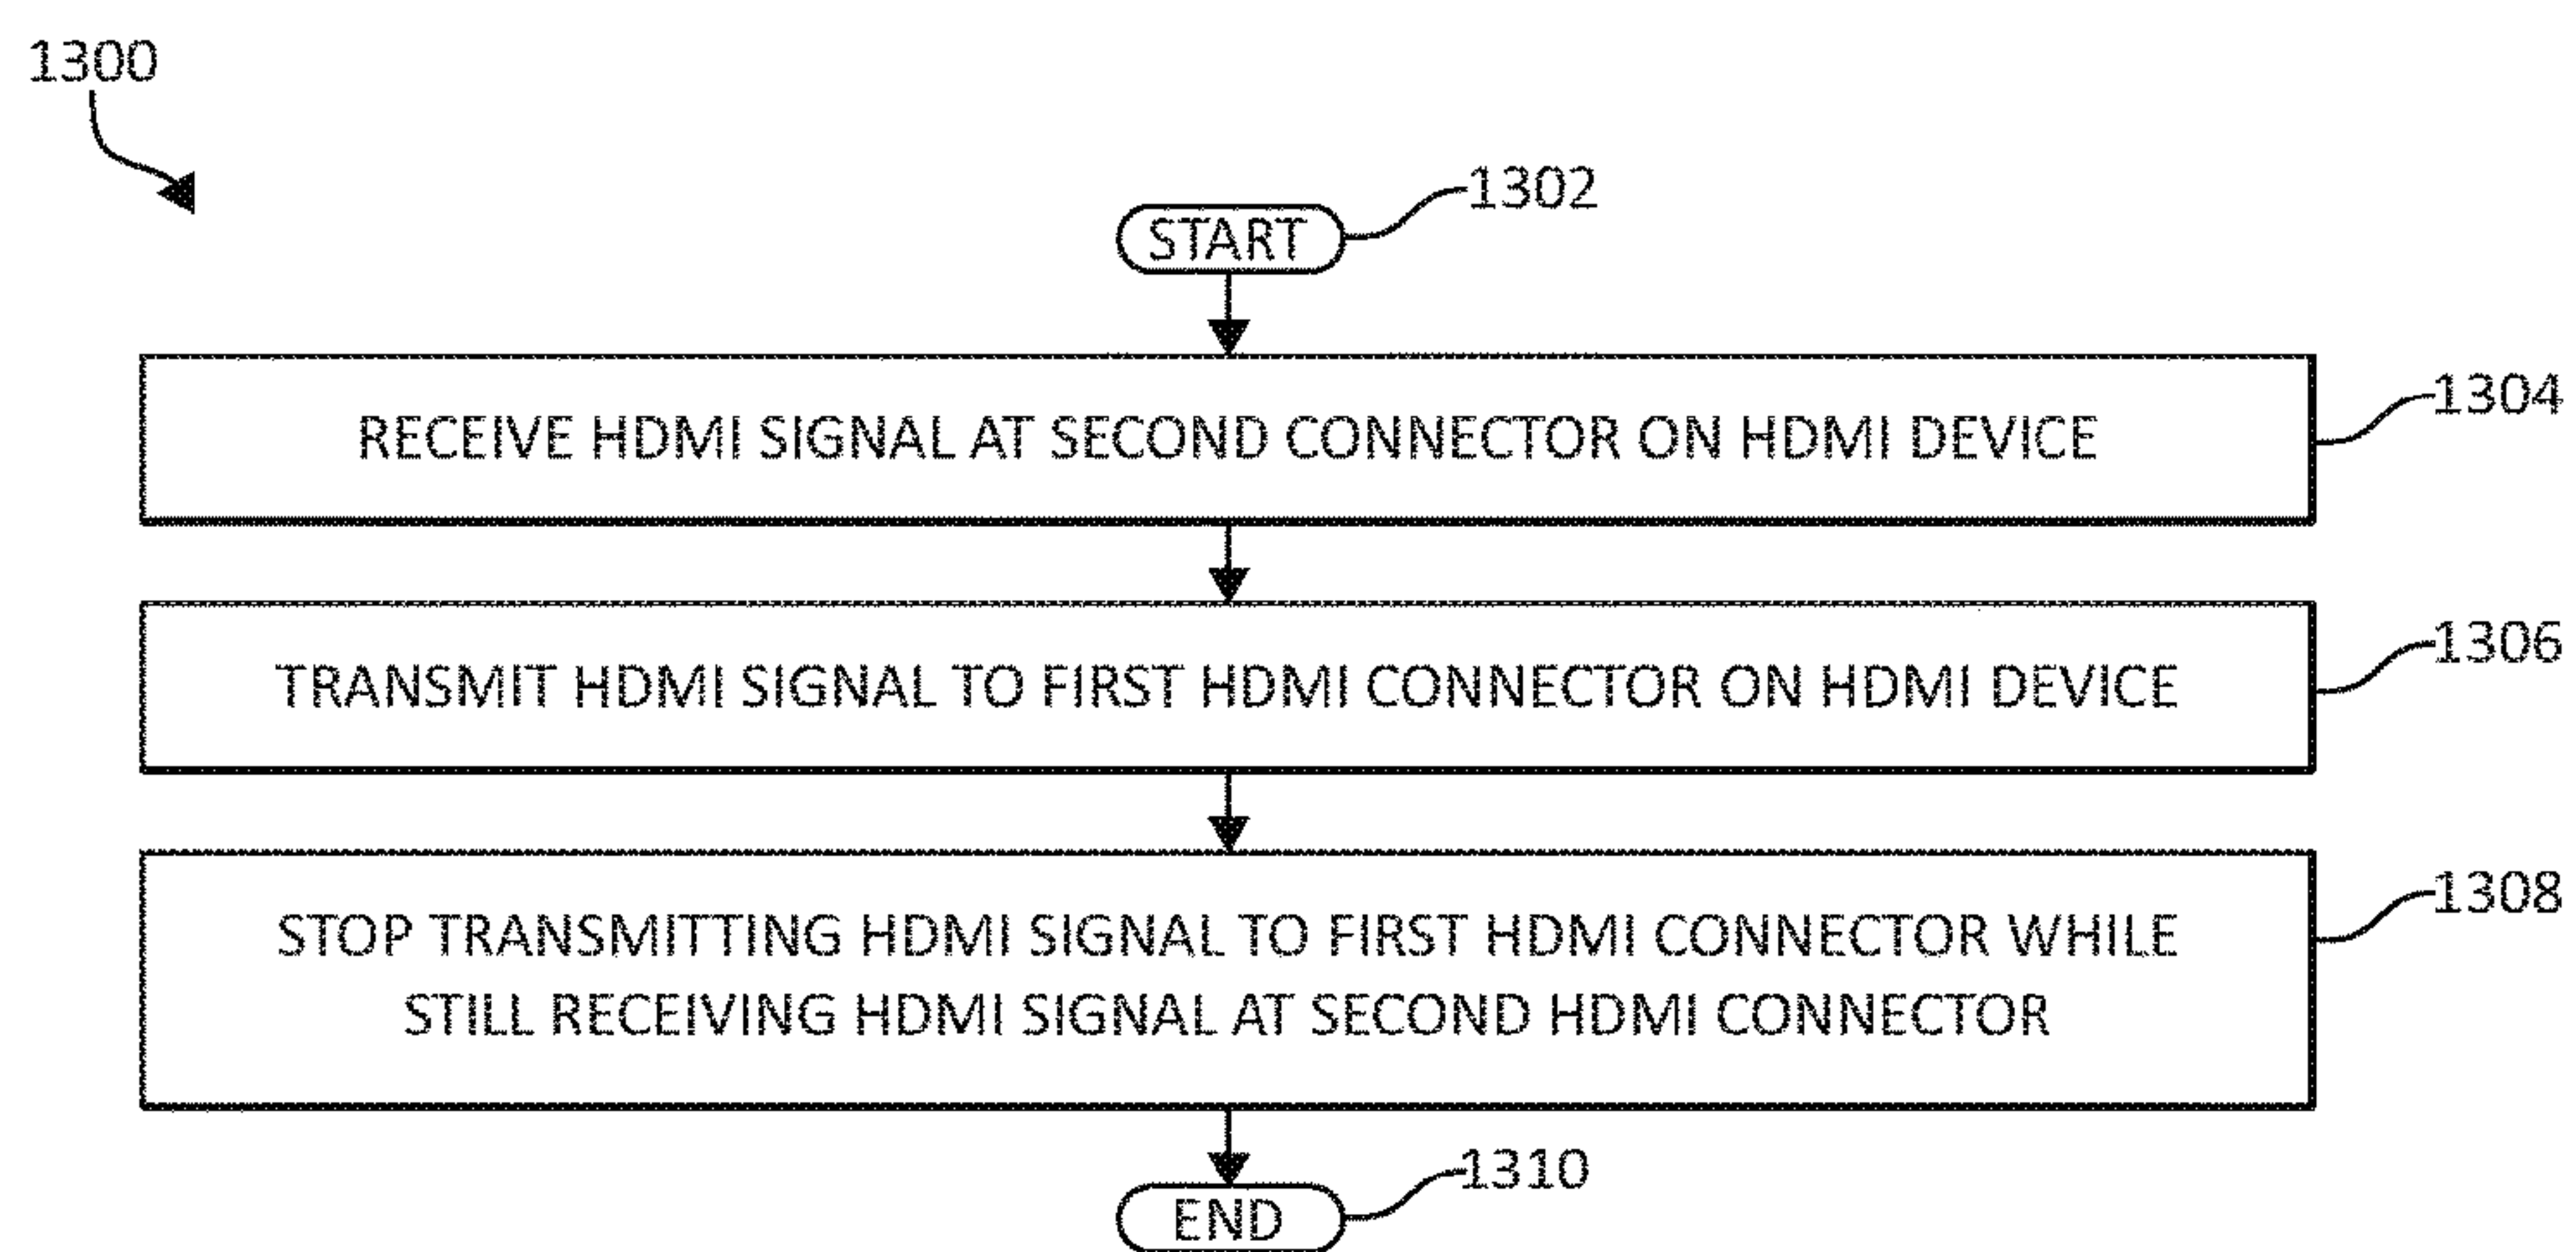 1300
START
1302
RECEIVE HDMI SIGNAL AT SECOND CONNECTOR ON HDMI DEVICE
1304
TRANSMIT HDMI SIGNAL TO FIRST HDMI CONNECTOR ON HDMI DEVICE
1306
STOP TRANSMITTING HDMI SIGNAL TO FIRST HDMI CONNECTOR WHILE
STILL RECEIVING HDMI SIGNAL AT SECOND HDMI CONNECTOR
1308
END
1310